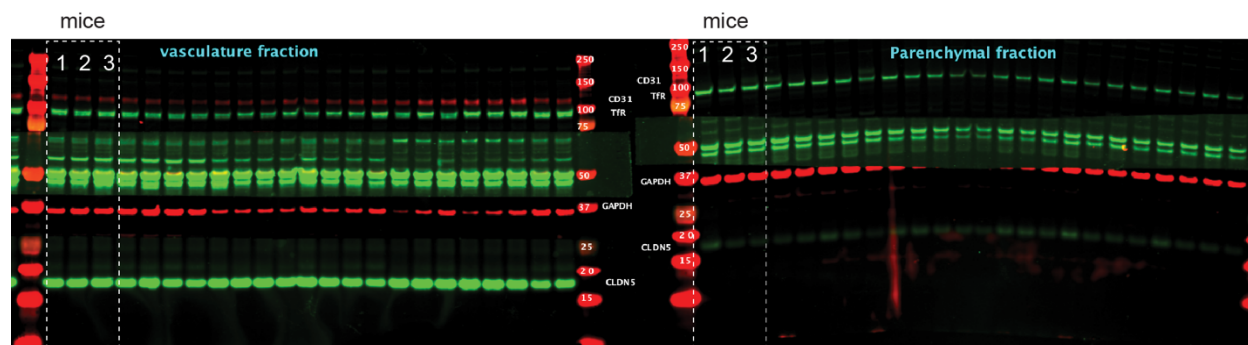 mice
vasculature fraction
1 2 3
250
150
CD31
100
TfR
75
50
GAPDH
37
25
20
CLDN5
15
mice
Parenchymal fraction
1 2 3
250
150
CD31
100
TfR
75
50
37
GAPDH
25
20
CLDN5
15